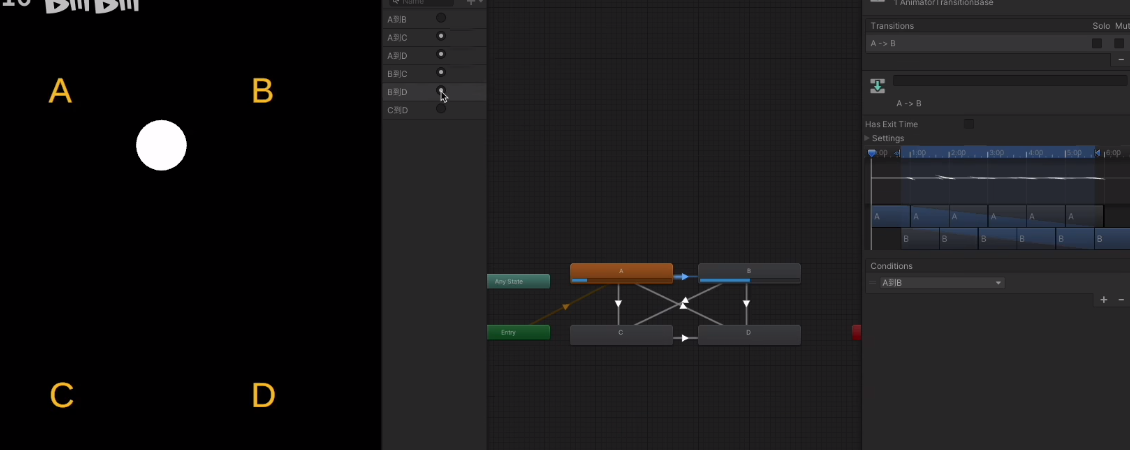 10 BiliBili
A
B
C
D
Name
A到B
A到C
A到D
B到C
B到D
C到D
Any State
Entry
A
B
C
D
1 AnimatorTransitionBase
Transitions
Solo
Mut
A -> B
A -> B
Has Exit Time
Settings
:00 1:00 2:00 3:00 4:00 5:00 6:00
A A A A A A
B B B B B B
Conditions
A到B